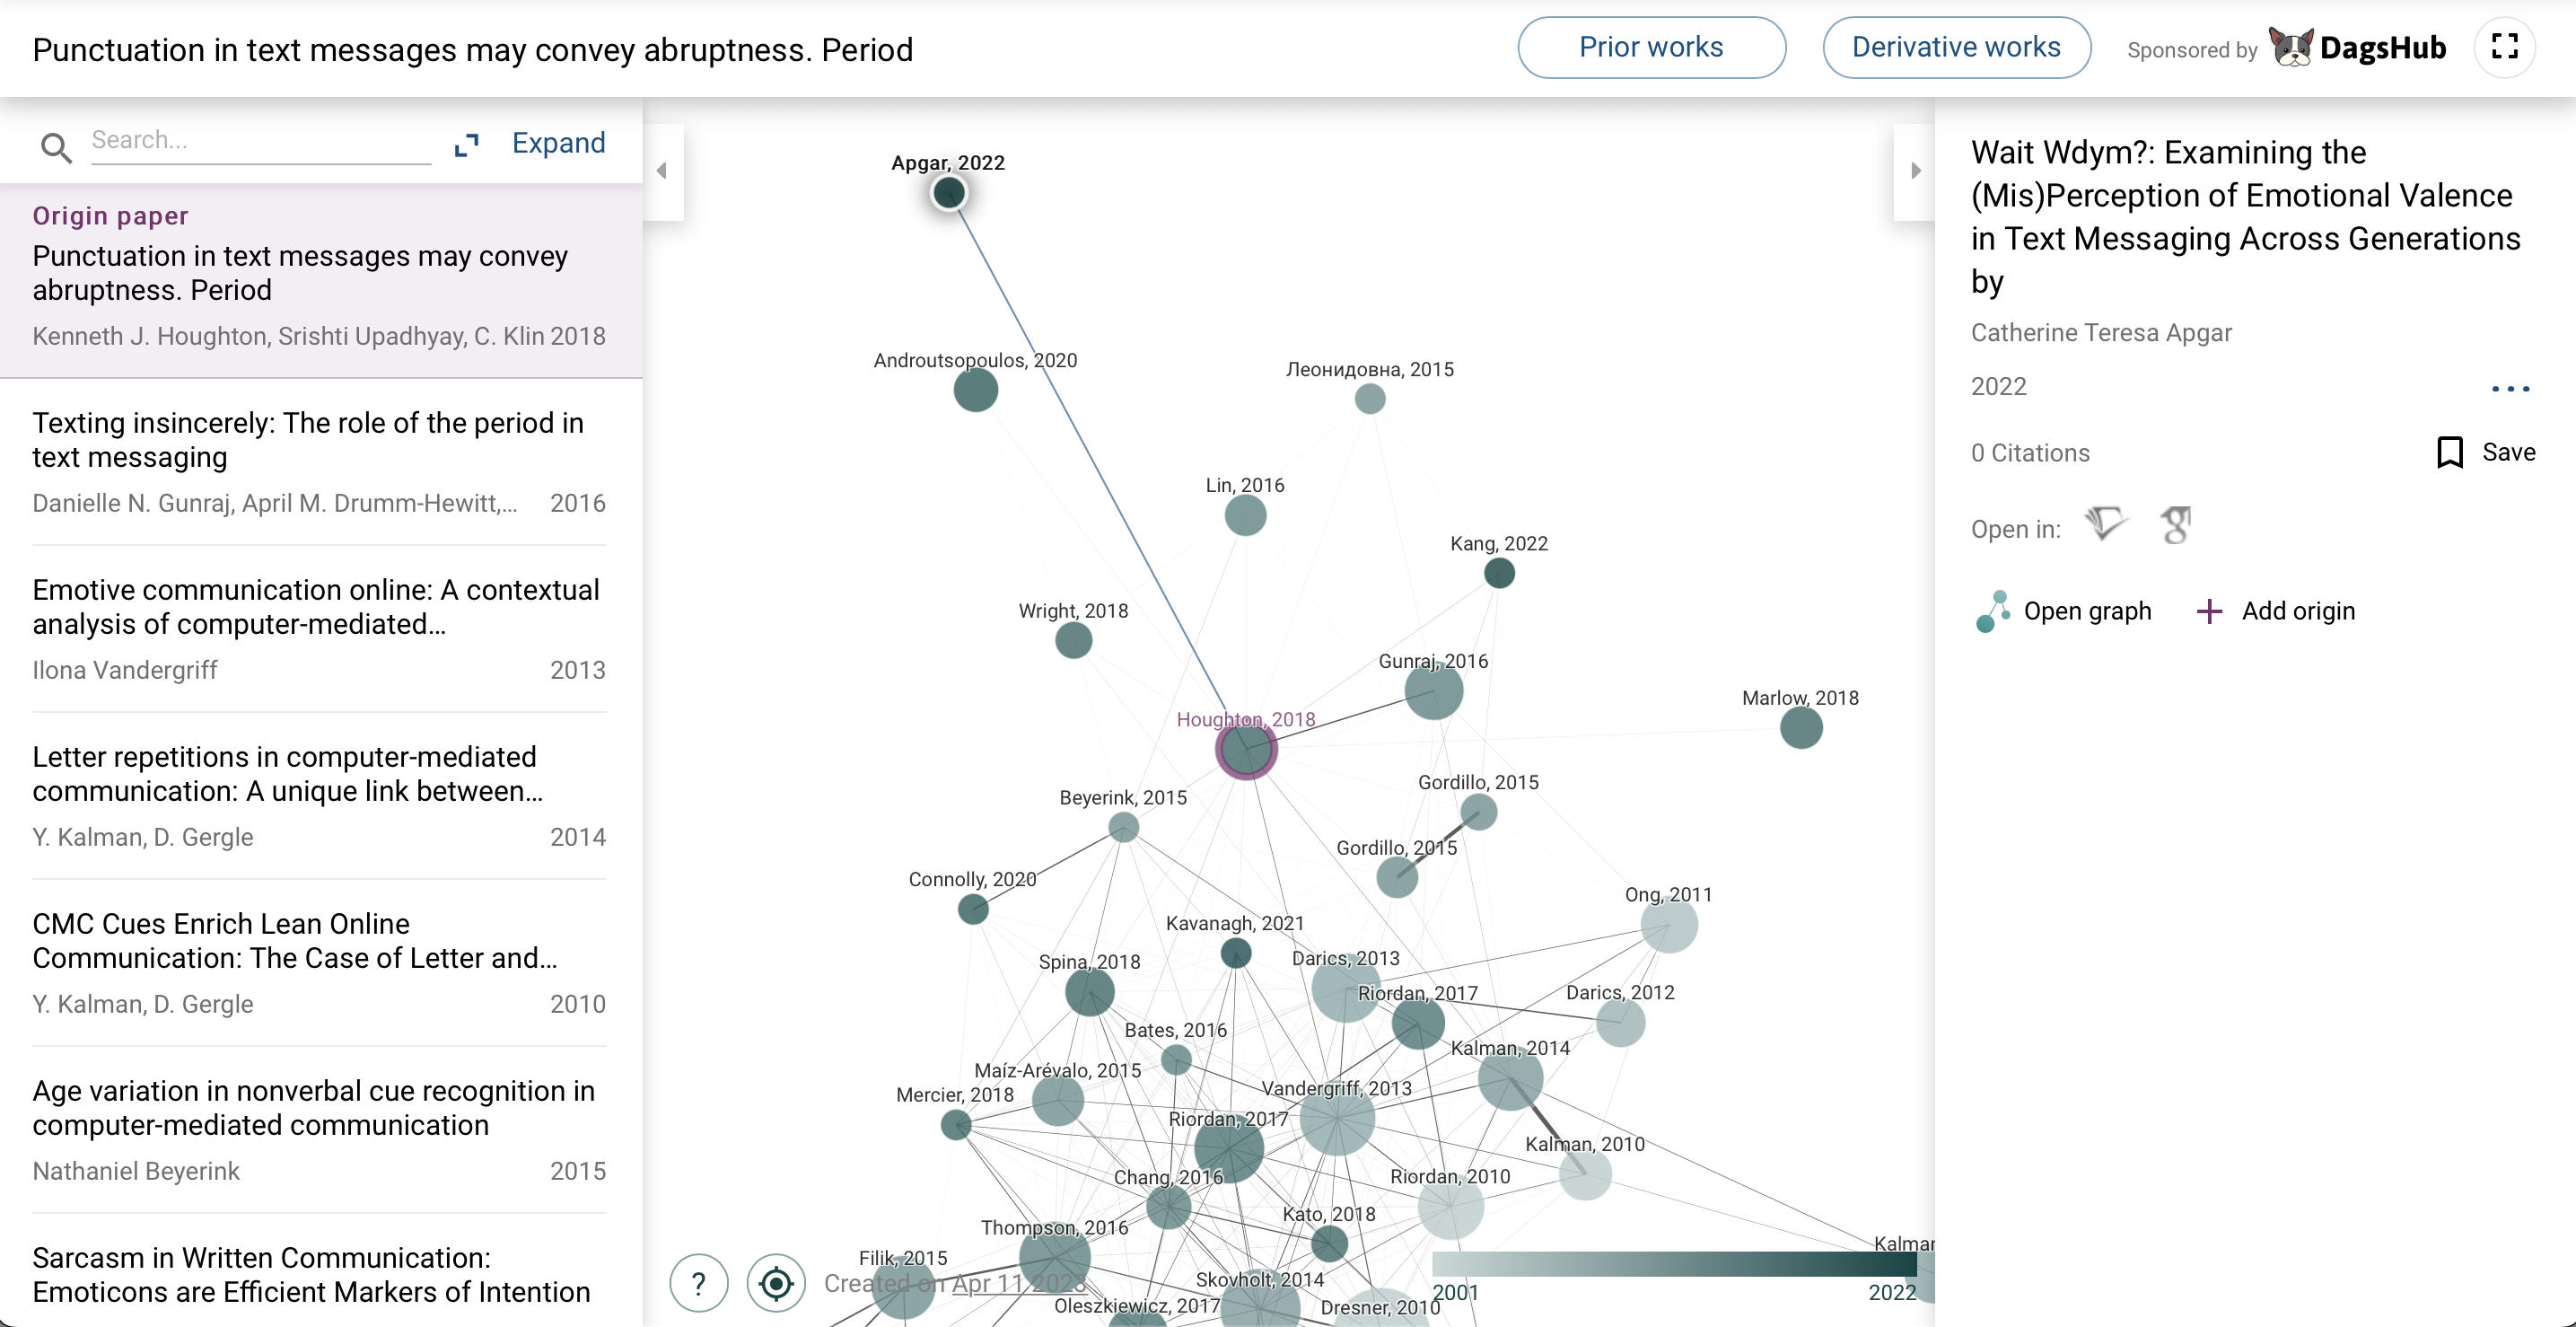 Punctuation in text messages may convey abruptness. Period
Prior works
Derivative works
Sponsored by DagsHub
Search...
Expand
Origin paper
Punctuation in text messages may convey
abruptness. Period
Kenneth J. Houghton, Srishti Upadhyay, C. Klin 2018
Texting insincerely: The role of the period in
text messaging
Danielle N. Gunraj, April M. Drumm-Hewitt,... 2016
Emotive communication online: A contextual
analysis of computer-mediated...
Ilona Vandergriff 2013
Letter repetitions in computer-mediated
communication: A unique link between...
Y. Kalman, D. Gergle 2014
CMC Cues Enrich Lean Online
Communication: The Case of Letter and...
Y. Kalman, D. Gergle 2010
Age variation in nonverbal cue recognition in
computer-mediated communication
Nathaniel Beyerink 2015
Sarcasm in Written Communication:
Emoticons are Efficient Markers of Intention
Apgar, 2022
Androutsopoulos, 2020
Леонидовна, 2015
Lin, 2016
Kang, 2022
Wright, 2018
Gunraj, 2016
Marlow, 2018
Houghton, 2018
Gordillo, 2015
Beyerink, 2015
Gordillo, 2015
Connolly, 2020
Ong, 2011
Kavanagh, 2021
Spina, 2018
Darics, 2013
Riordan, 2017
Darics, 2012
Bates, 2016
Kalman, 2014
Maíz-Arévalo, 2015
Vandergriff, 2013
Mercier, 2018
Riordan, 2017
Kalman, 2010
Chang, 2016
Riordan, 2010
Kato, 2018
Thompson, 2016
Kalman
Filik, 2015
Skovholt, 2014
?
Created on Apr 11 2023
2001
2022
Oleszkiewicz, 2017
Dresner, 2010
Wait Wdym?: Examining the
(Mis)Perception of Emotional Valence
in Text Messaging Across Generations
by
Catherine Teresa Apgar
2022
0 Citations
Save
Open in:
Open graph
Add origin